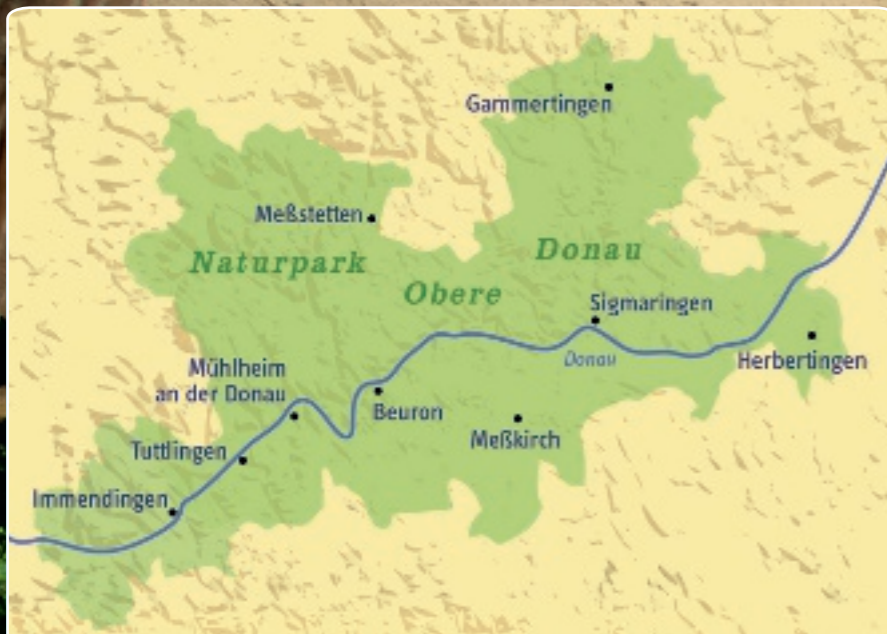 Gammertingen
Meßstetten
Naturpark
Obere
Donau
Sigmaringen
Donau
Herbertingen
Mühlheim
an der Donau
Beuron
Meßkirch
Tuttlingen
Immendingen